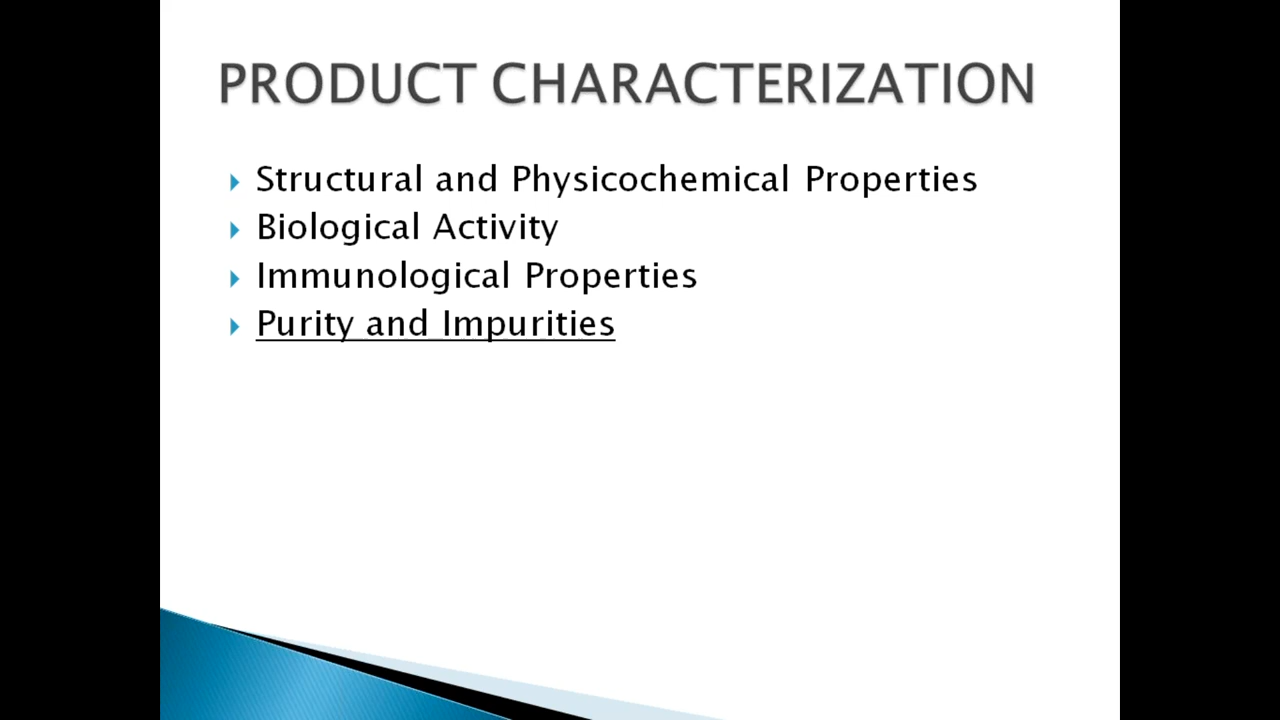 PRODUCT CHARACTERIZATION
Structural and Physicochemical Properties
Biological Activity
Immunological Properties
Purity and Impurities